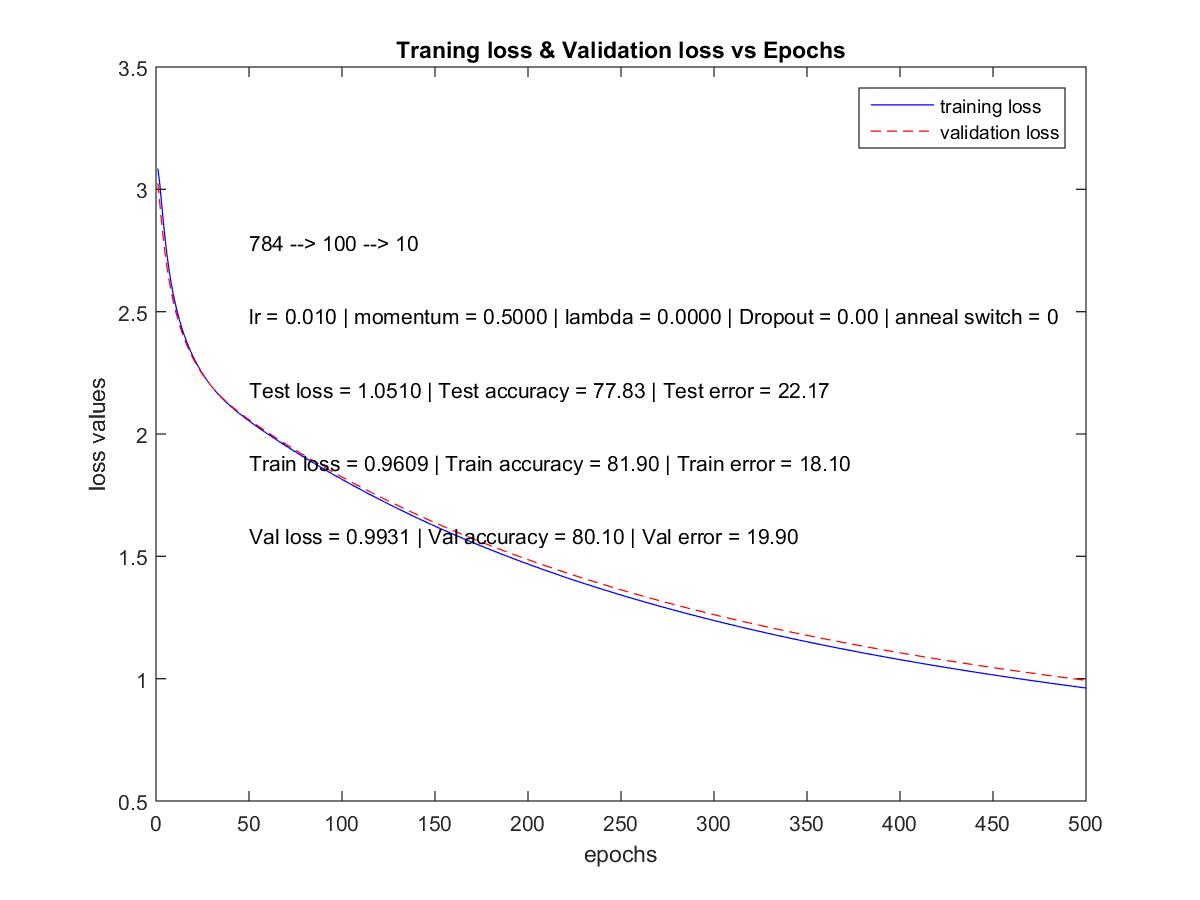 Traning loss & Validation loss vs Epochs
3.5
training loss
validation loss
3
784 --> 100 --> 10
2.5
lr = 0.010 | momentum = 0.5000 | lambda = 0.0000 | Dropout = 0.00 | anneal switch = 0
Test loss = 1.0510 | Test accuracy = 77.83 | Test error = 22.17
loss values
2
Train loss = 0.9609 | Train accuracy = 81.90 | Train error = 18.10
Val loss = 0.9931 | Val accuracy = 80.10 | Val error = 19.90
1.5
1
0.5
0 50 100 150 200 250 300 350 400 450 500
epochs